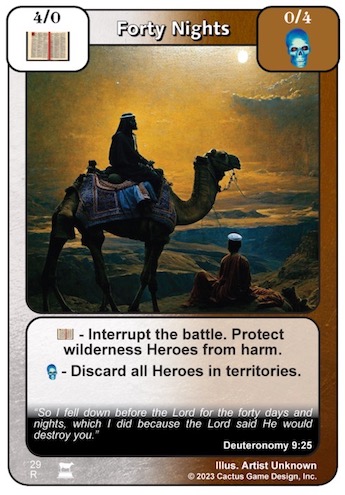 4/0
Forty Nights
0/4
- Interrupt the battle. Protect
wilderness Heroes from harm.
- Discard all Heroes in territories.
"So I fell down before the Lord for the forty days and
nights, which I did because the Lord said He would
destroy you."
Deuteronomy 9:25
29
R
Illus. Artist Unknown
© 2023 Cactus Game Design, Inc.